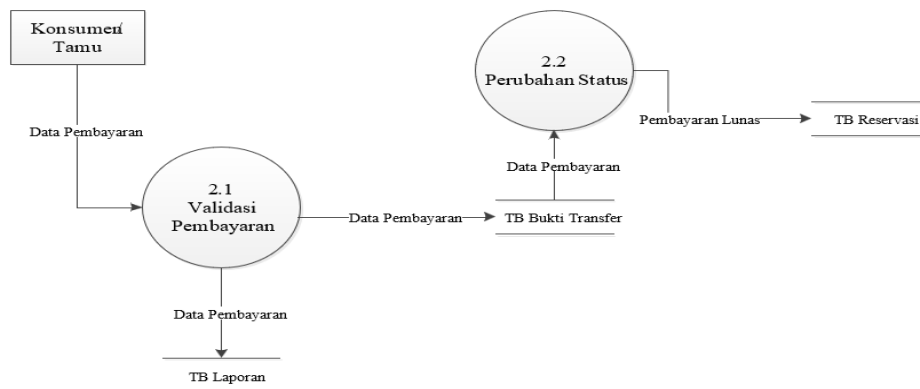 Konsumen/
Tamu
2.2
Perubahan Status
Data Pembayaran
Pembayaran Lunas
TB Reservasi
2.1
Validasi
Pembayaran
Data Pembayaran
Data Pembayaran
TB Bukti Transfer
Data Pembayaran
TB Laporan